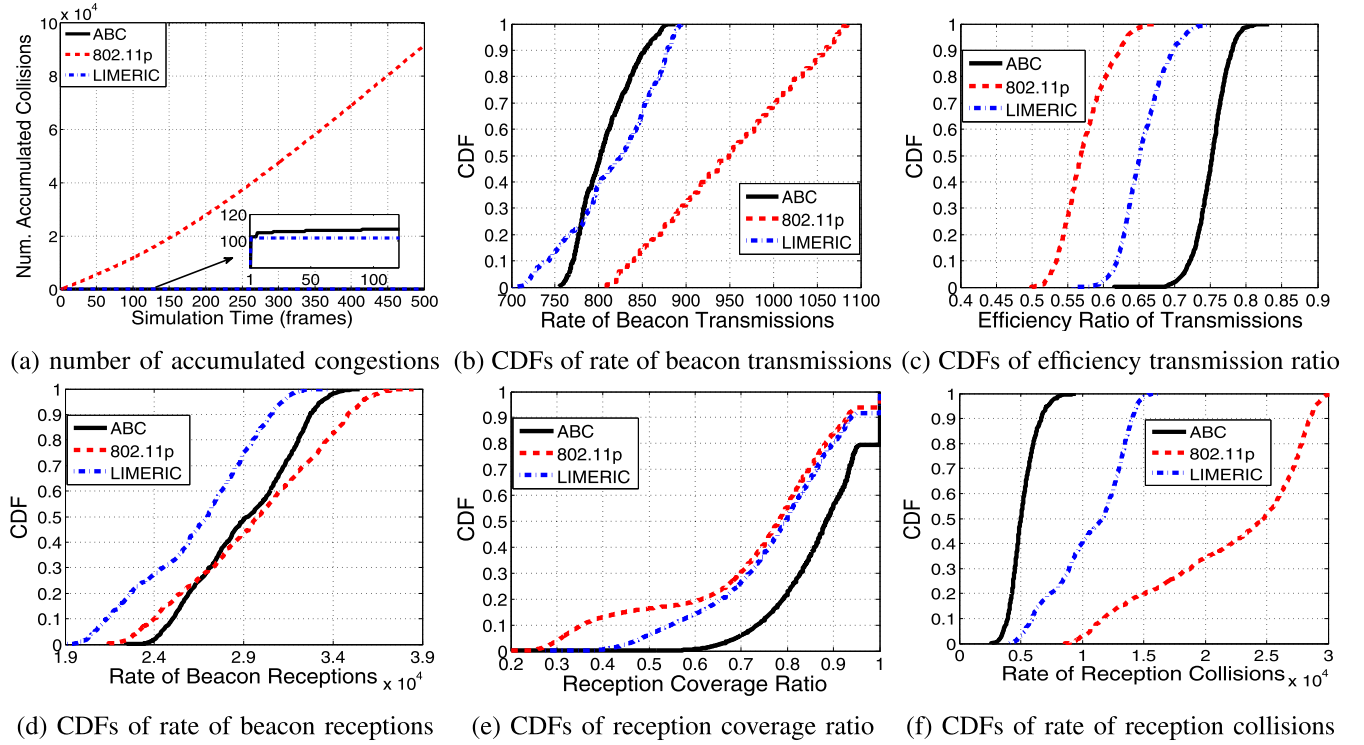 x 10⁴
10
8
6
4
2
0
Num. Accumulated Collisions
ABC
802.11p
LIMERIC
120
100
1 50 100
0 50 100 150 200 250 300 350 400 450 500
Simulation Time (frames)
(a) number of accumulated congestions
1
0.9
0.8
0.7
0.6
0.5
0.4
0.3
0.2
0.1
0
CDF
ABC
802.11p
LIMERIC
700 750 800 850 900 950 1000 1050 1100
Rate of Beacon Transmissions
(b) CDFs of rate of beacon transmissions
1
0.9
0.8
0.7
0.6
0.5
0.4
0.3
0.2
0.1
0
CDF
ABC
802.11p
LIMERIC
0.4 0.45 0.5 0.55 0.6 0.65 0.7 0.75 0.8 0.85 0.9
Efficiency Ratio of Transmissions
(c) CDFs of efficiency transmission ratio
1
0.9
0.8
0.7
0.6
0.5
0.4
0.3
0.2
0.1
0
CDF
ABC
802.11p
LIMERIC
1.9 2.4 2.9 3.4 3.9
Rate of Beacon Receptions x 10⁴
(d) CDFs of rate of beacon receptions
1
0.9
0.8
0.7
0.6
0.5
0.4
0.3
0.2
0.1
0
CDF
ABC
802.11p
LIMERIC
0.2 0.3 0.4 0.5 0.6 0.7 0.8 0.9 1
Reception Coverage Ratio
(e) CDFs of reception coverage ratio
1
0.9
0.8
0.7
0.6
0.5
0.4
0.3
0.2
0.1
0
CDF
ABC
802.11p
LIMERIC
0 0.5 1 1.5 2 2.5 3
Rate of Reception Collisions x 10⁴
(f) CDFs of rate of reception collisions